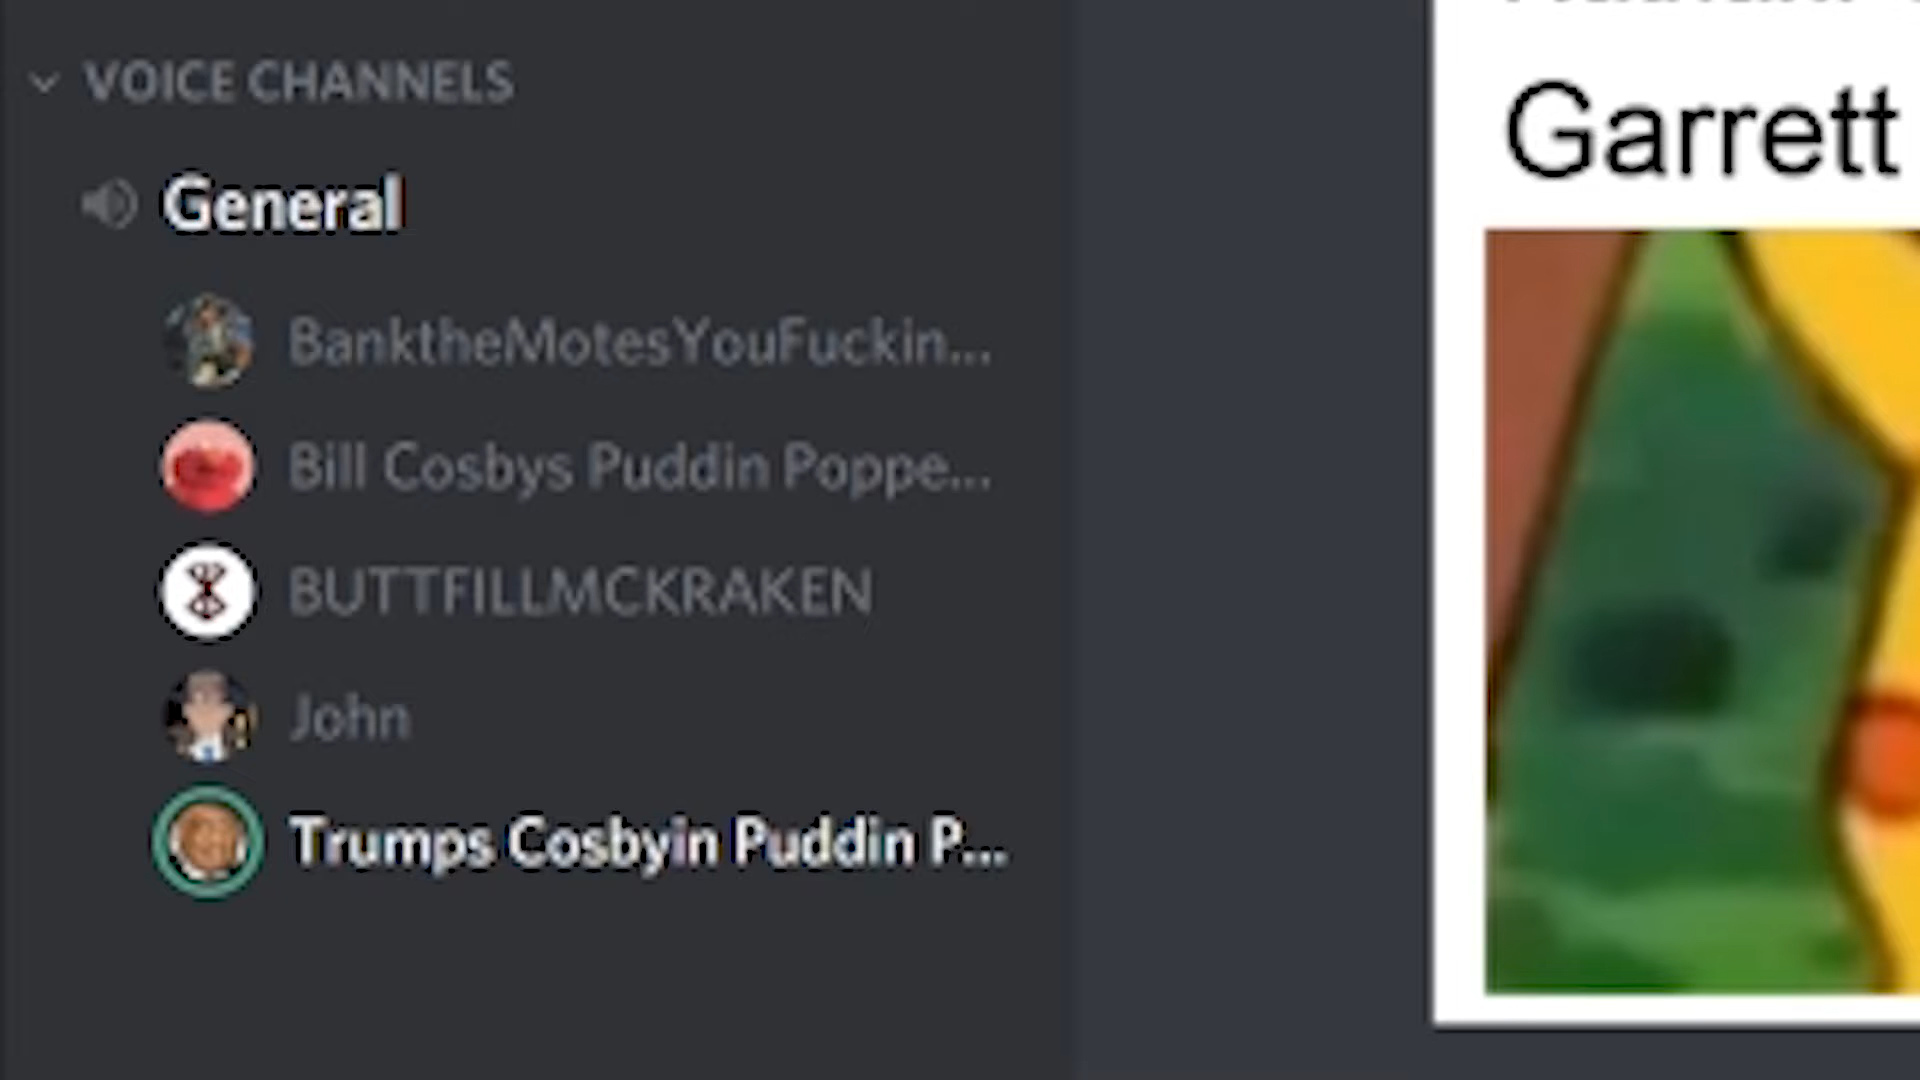 VOICE CHANNELS
General
BanktheMotesYouFuckin...
Bill Cosbys Puddin Poppe...
BUTTFILLMCKRAKEN
John
Trumps Cosbyin Puddin P...
Garrett